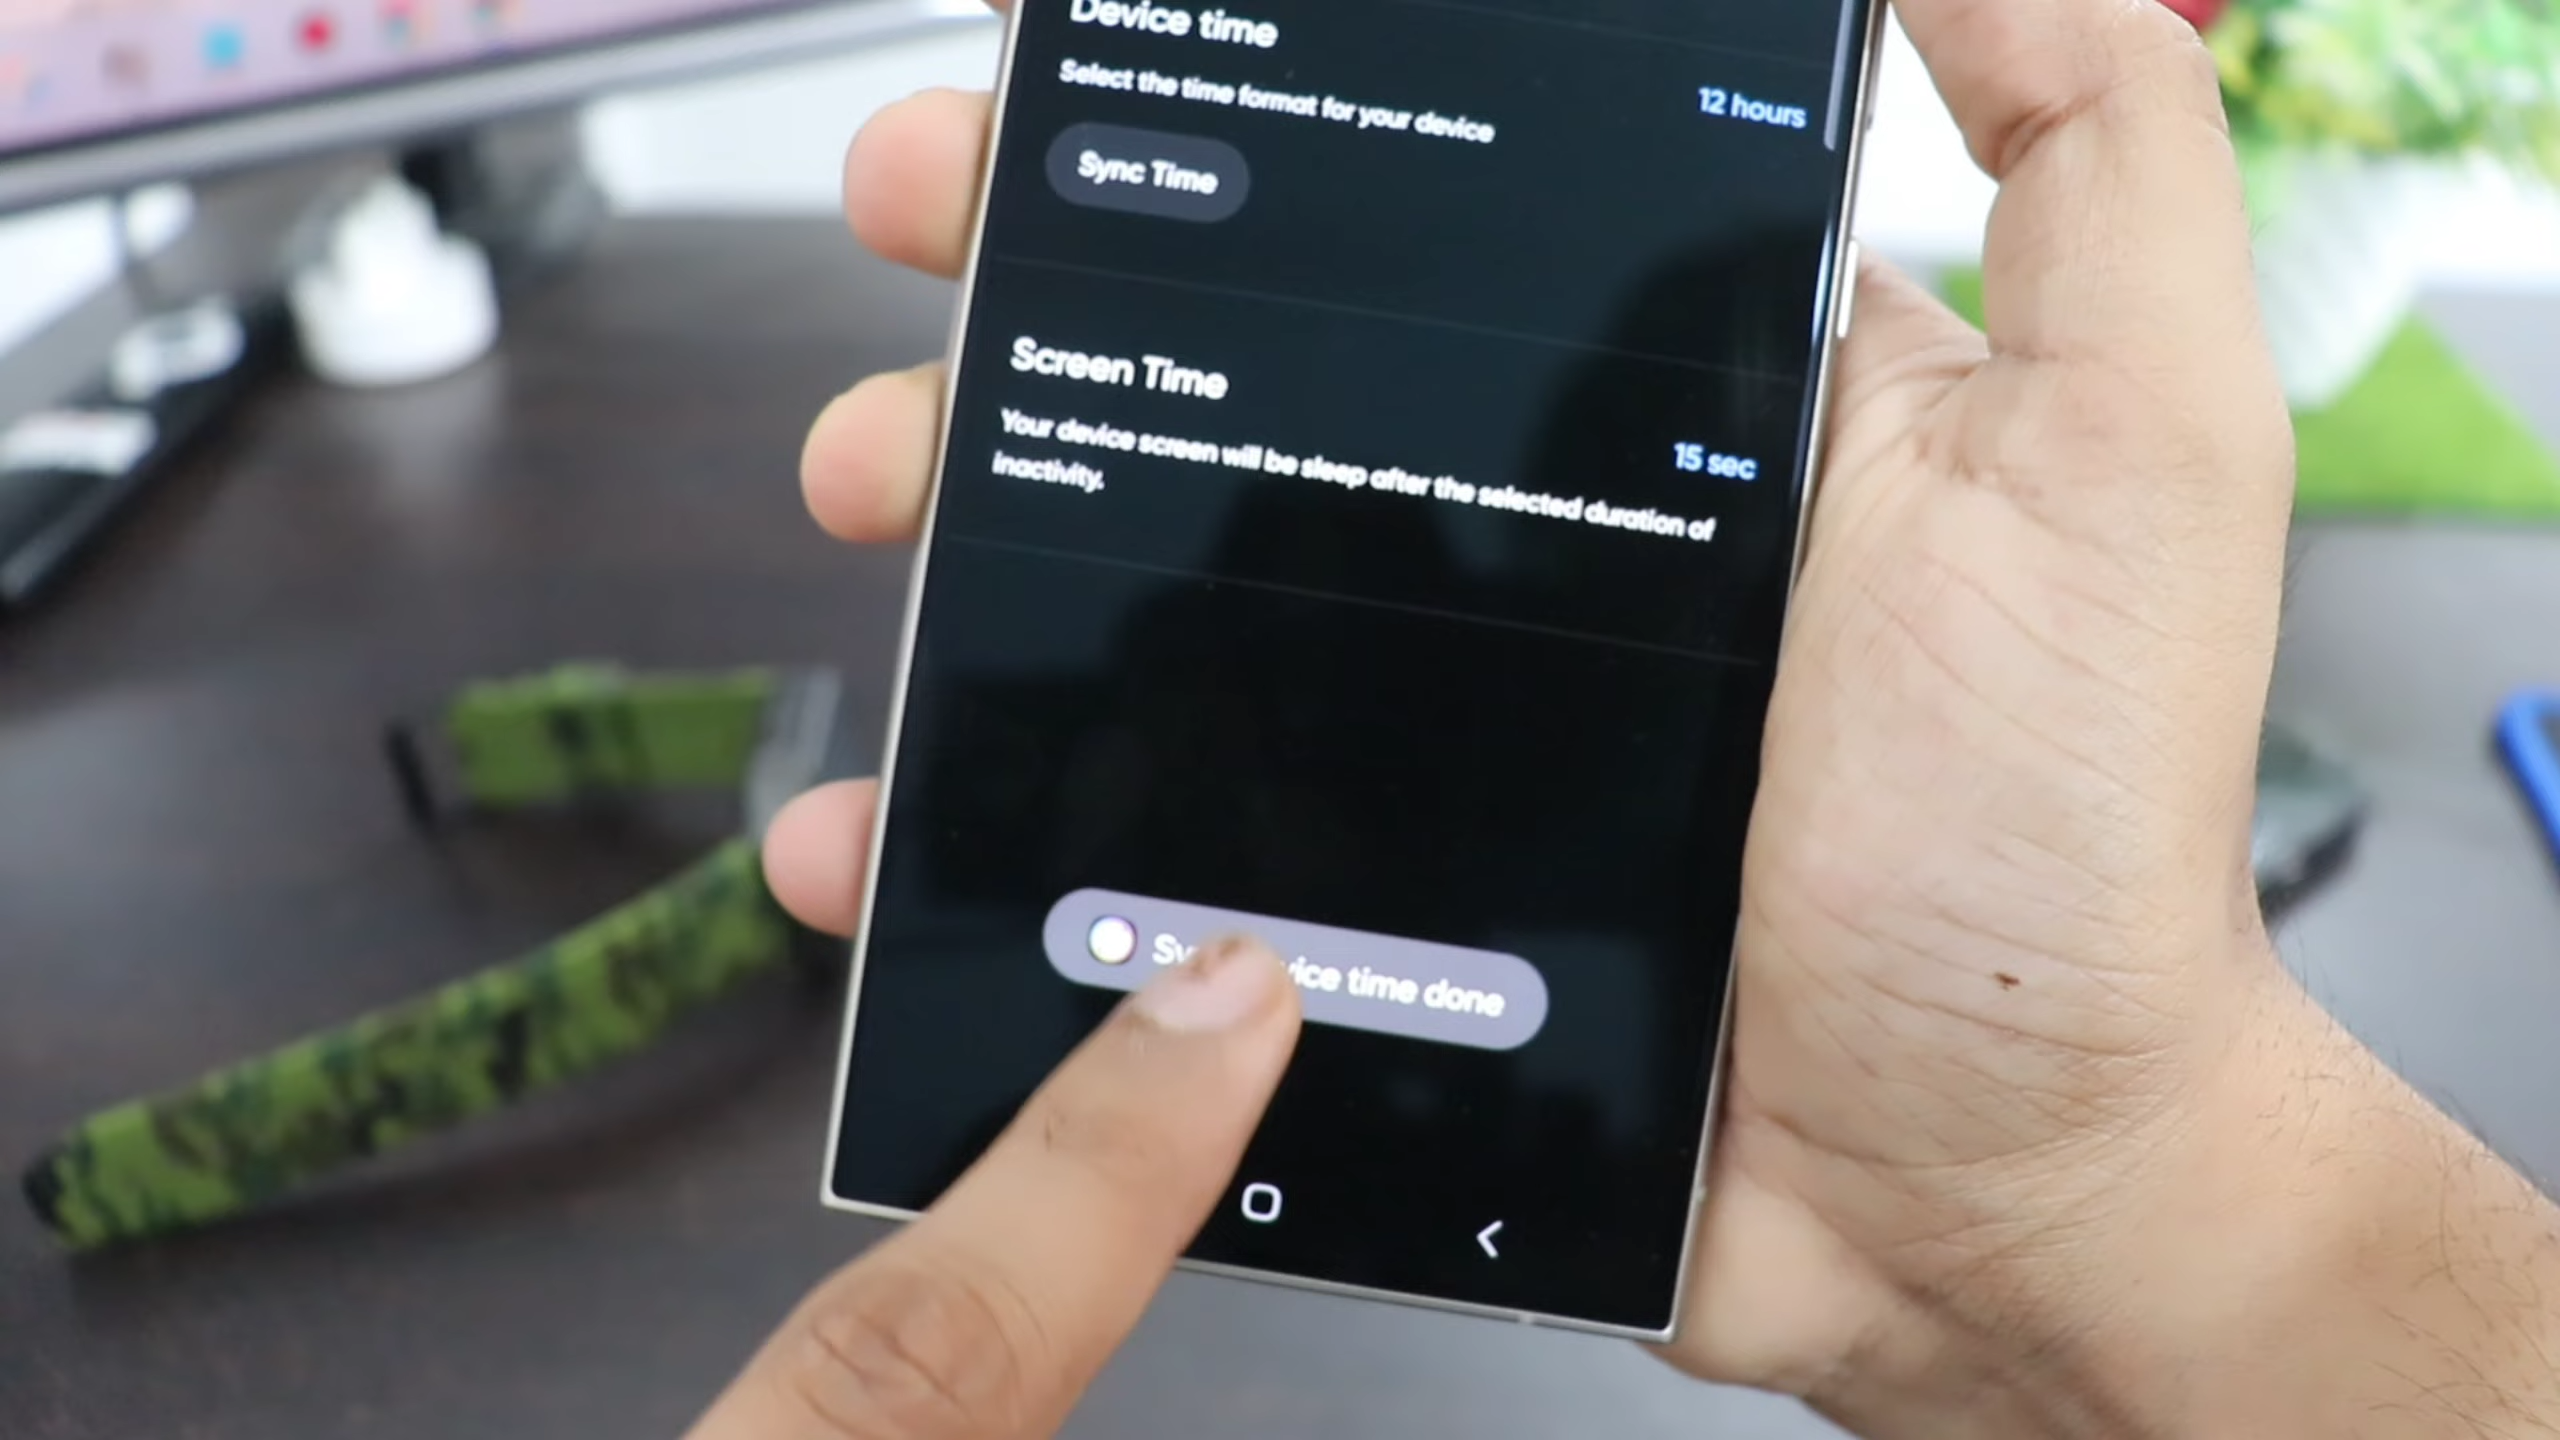 Device time
Select the time format for your device
12 hours
Sync Time
Screen Time
15 sec
Your device screen will be sleep after the selected duration of
inactivity.
time done